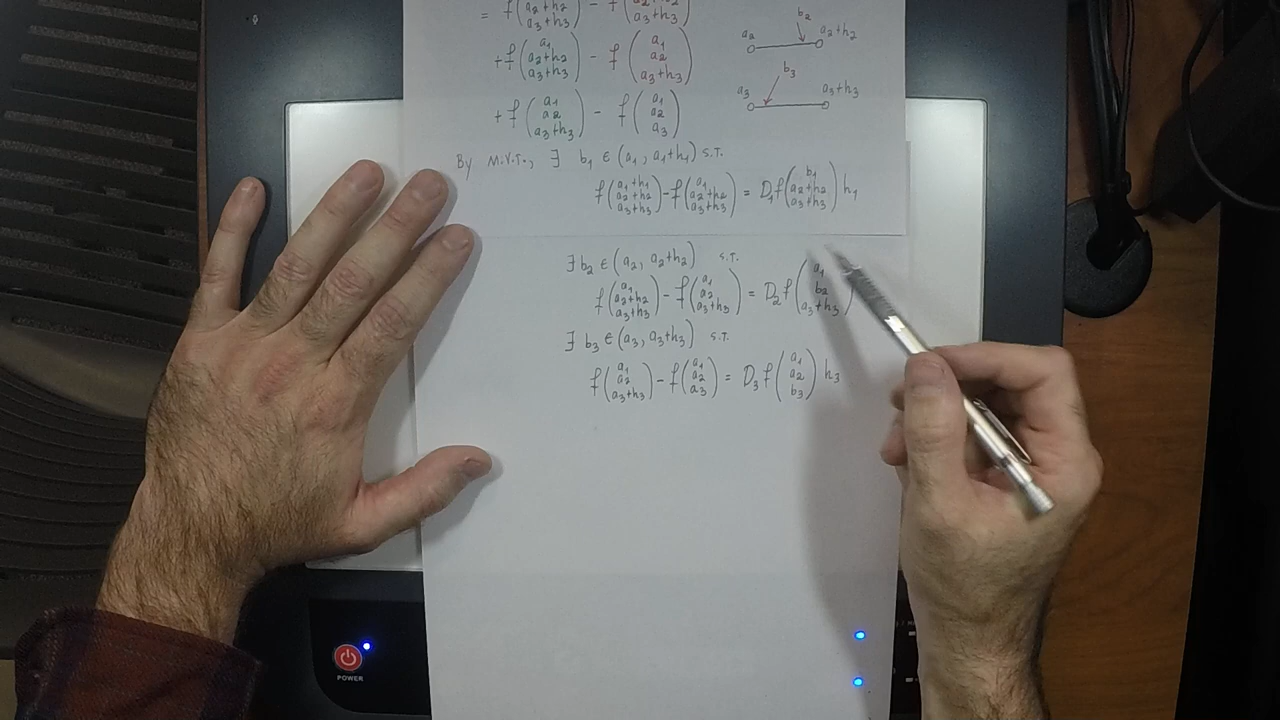 = f(a2+h2 a3+h3) - f(a2+h2 a3+h3)
b2
a2 a2+h2
+f(a1 a2+h2 a3+h3) - f(a1 a2 a3+h3)
b3
a3 a3+h3
+f(a1 a2 a3+h3) - f(a1 a2 a3)
By M.V.T., ∃ b1 ∈ (a1, a1+h1) s.t.
f(a1+h1 a2+h2 a3+h3) - f(a1 a2+h2 a3+h3) = D1f(b1 a2+h2 a3+h3) h1
∃ b2 ∈ (a2, a2+h2) s.t.
f(a1 a2+h2 a3+h3) - f(a1 a2 a3+h3) = D2f(a1 b2 a3+h3)
∃ b3 ∈ (a3, a3+h3) s.t.
f(a1 a2 a3+h3) - f(a1 a2 a3) = D3f(a1 a2 b3) h3
POWER